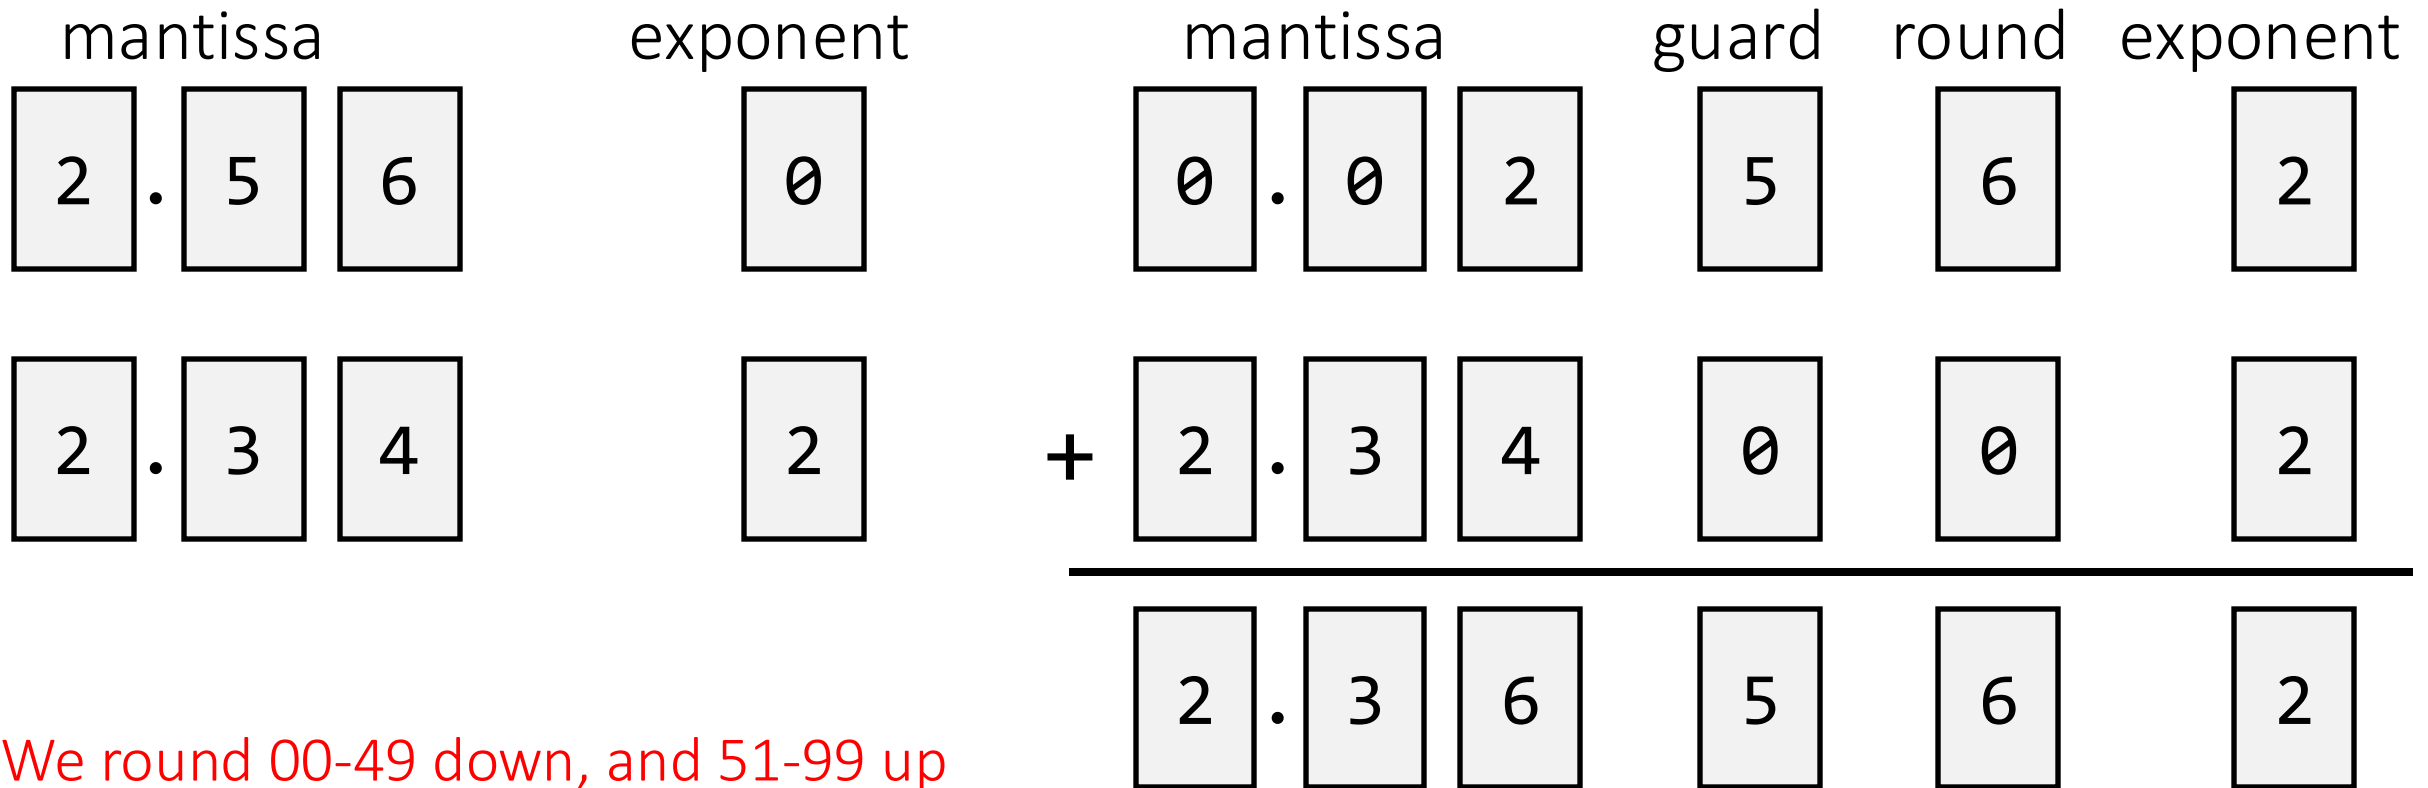 mantissa exponent mantissa guard round exponent
2 . 5 6 0 0 . 0 2 5 6 2
2 . 3 4 2 + 2 . 3 4 0 0 2
2 . 3 6 5 6 2
We round 00-49 down, and 51-99 up